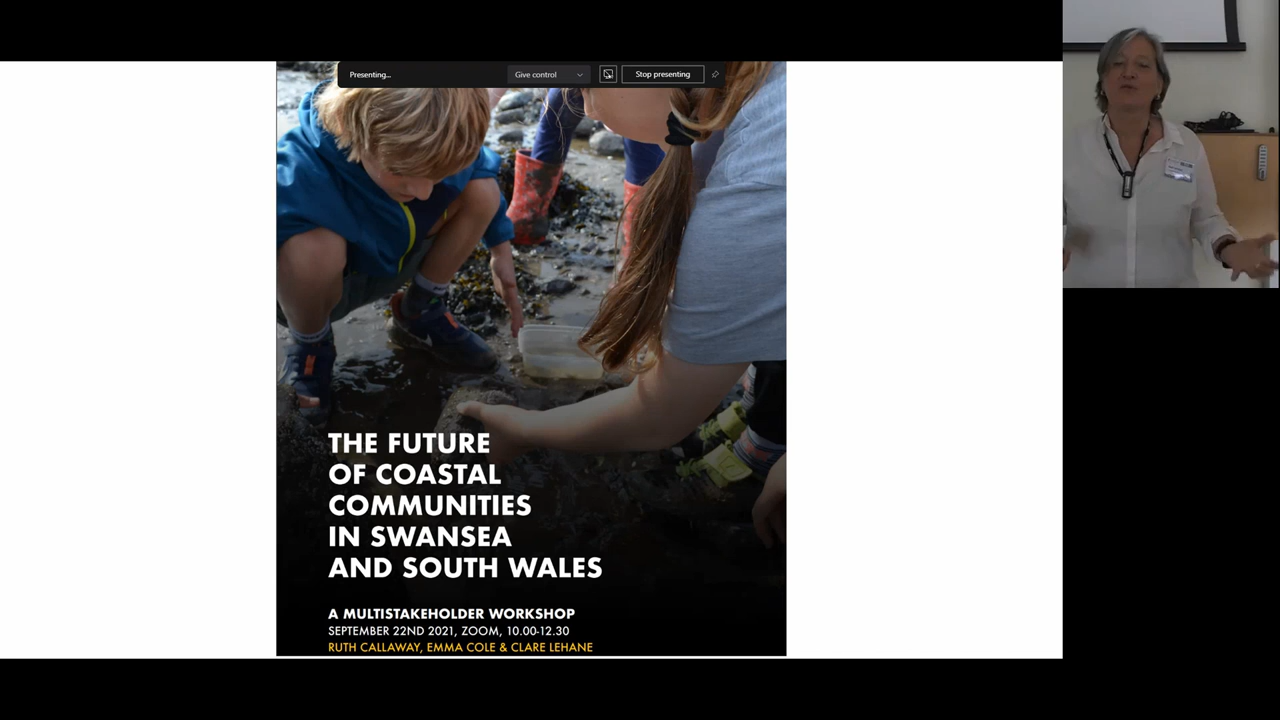 Presenting...
Give control
Stop presenting
THE FUTURE
OF COASTAL
COMMUNITIES
IN SWANSEA
AND SOUTH WALES
A MULTISTAKEHOLDER WORKSHOP
SEPTEMBER 22ND 2021, ZOOM, 10.00-12.30
RUTH CALLAWAY, EMMA COLE & CLARE LEHANE